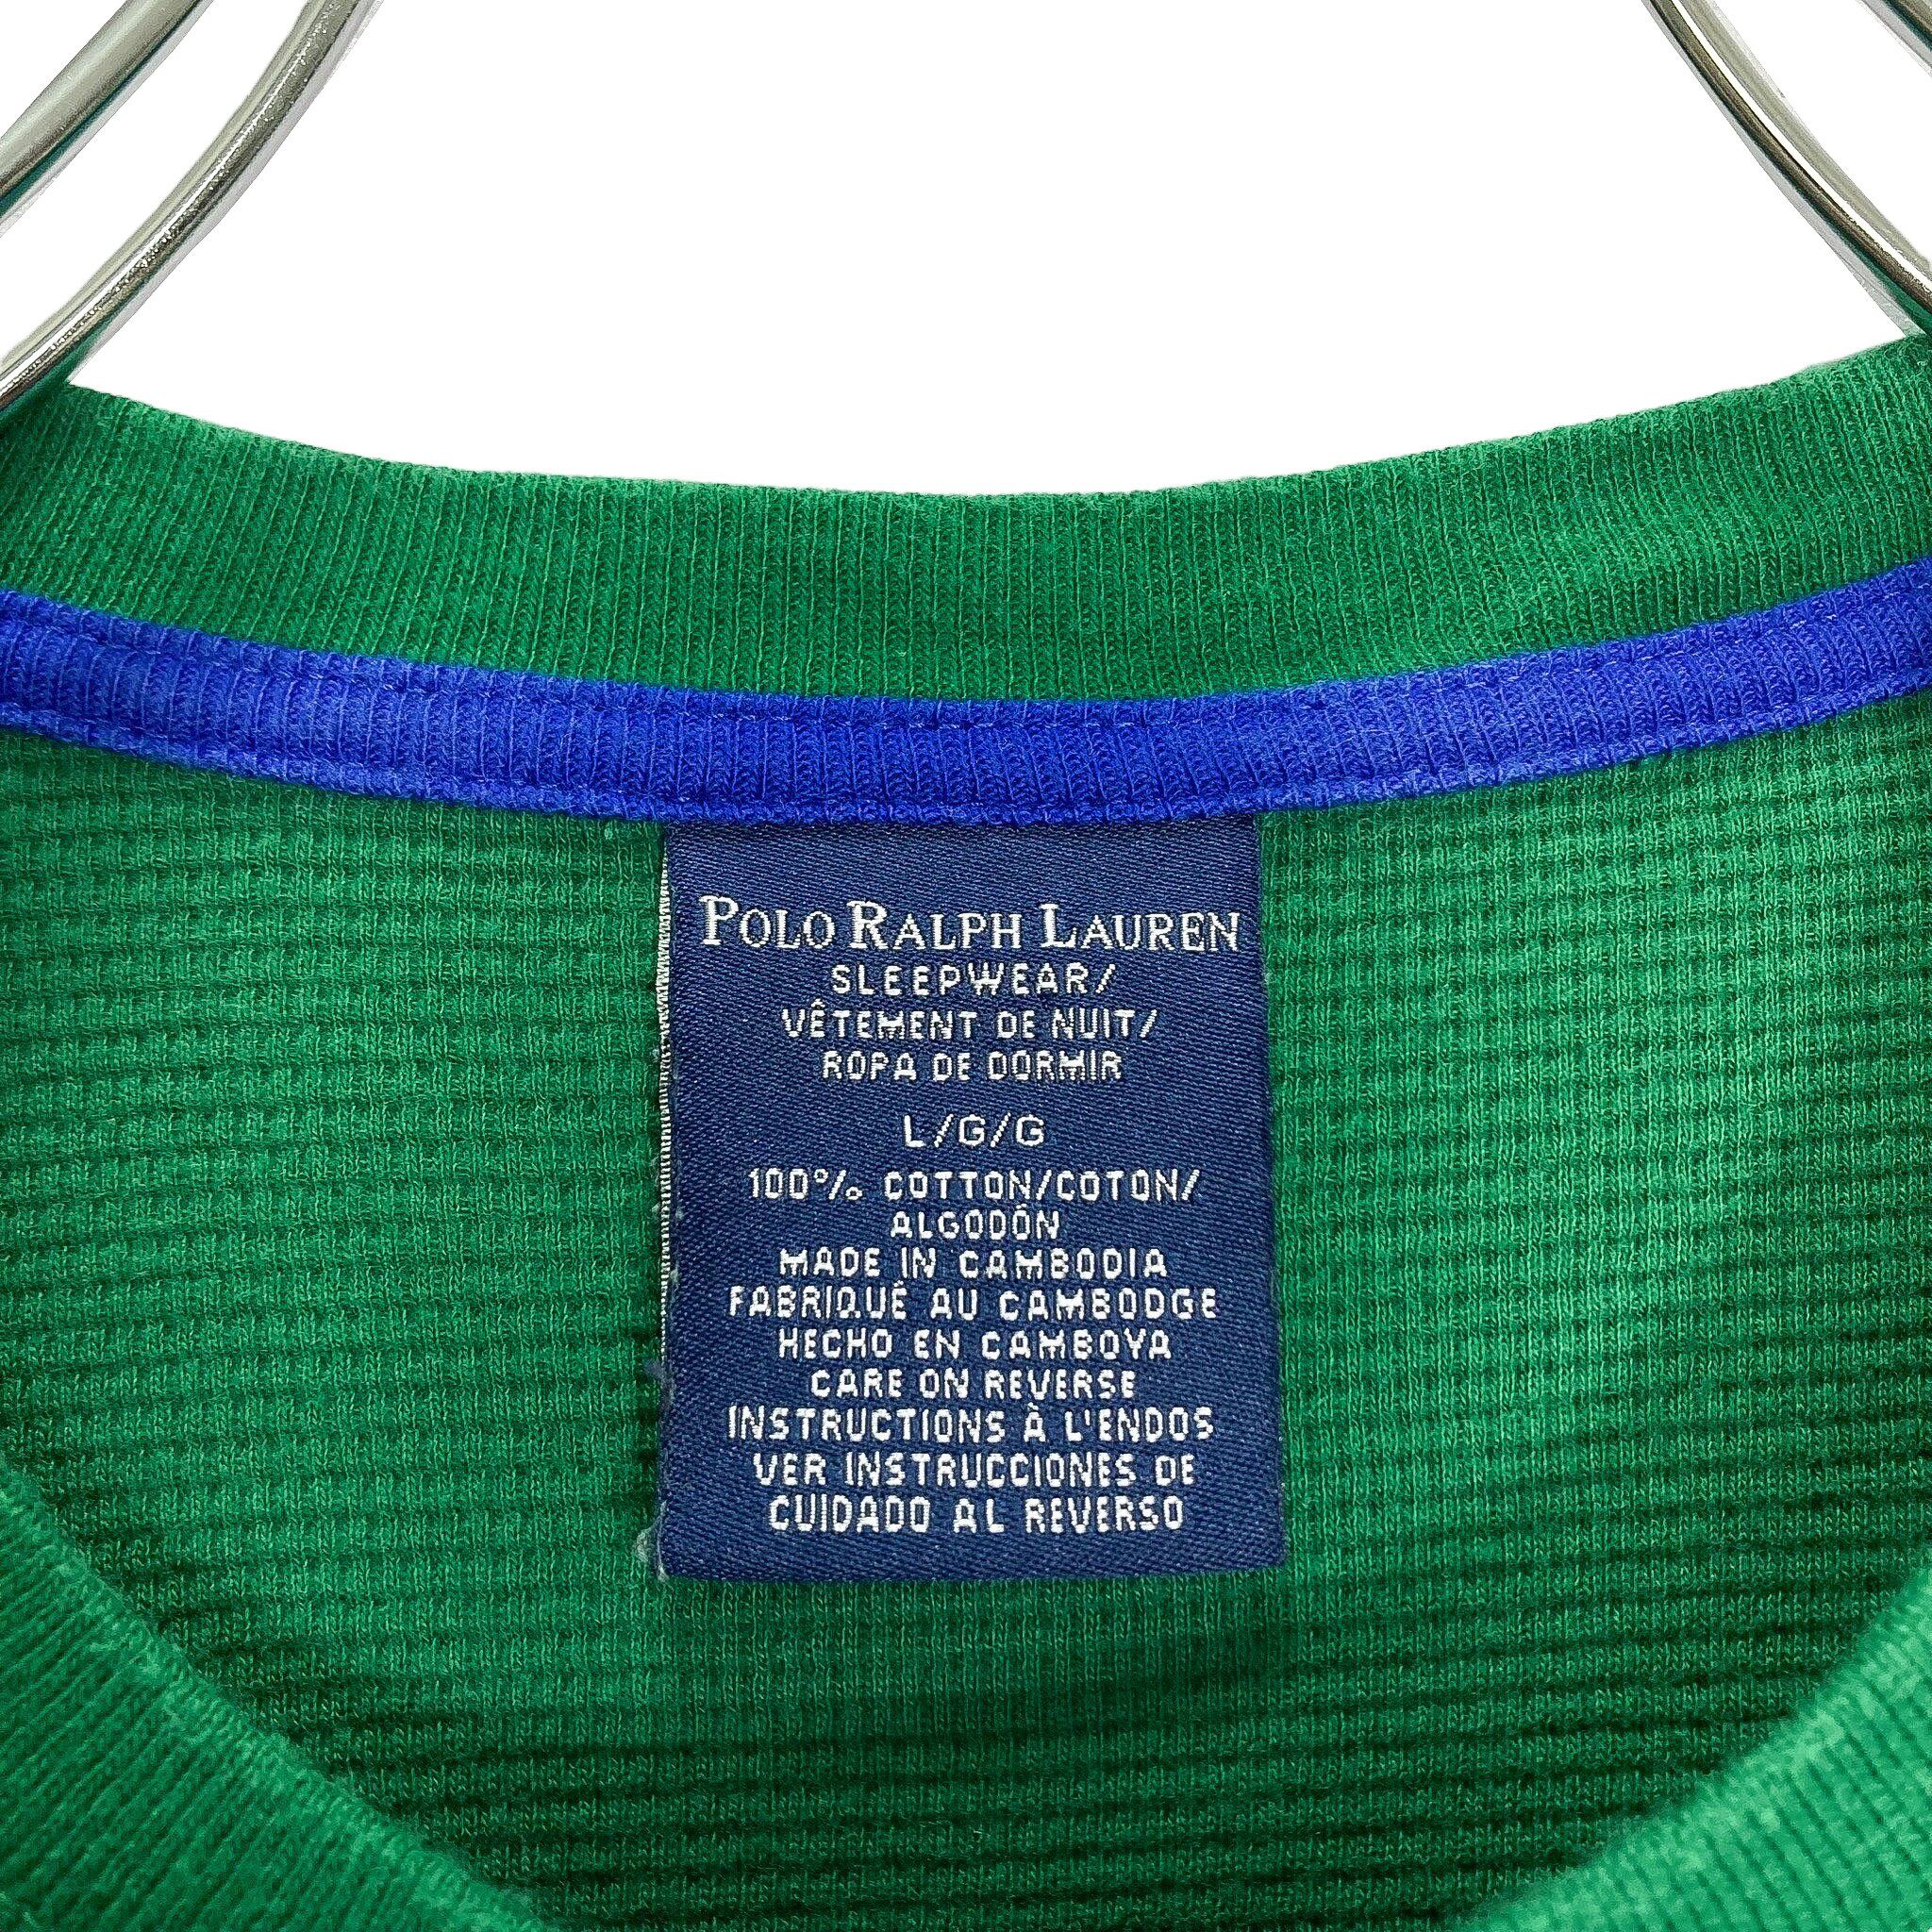 POLO RALPH LAUREN
SLEEPWEAR/
VÊTEMENT DE NUIT/
ROPA DE DORMIR
L/G/G
100% COTTON/COTON/
ALGODÓN
MADE IN CAMBODIA
FABRIQUÉ AU CAMBODGE
HECHO EN CAMBOYA
CARE ON REVERSE
INSTRUCTIONS À L'ENDOS
VER INSTRUCCIONES DE
CUIDADO AL REVERSO